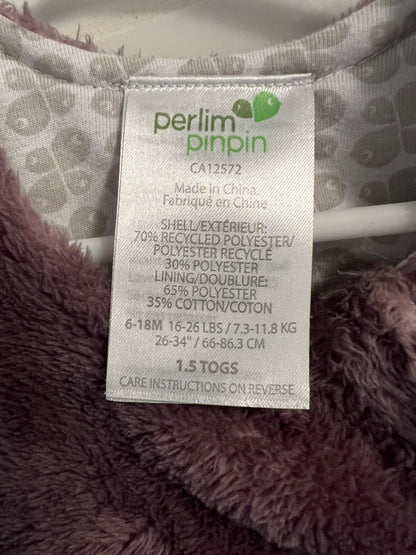 perlim
pinpin
CA12572
Made in China
Fabriqué en Chine
SHELL/EXTÉRIEUR:
70% RECYCLED POLYESTER/
POLYESTER RECYCLÉ
30% POLYESTER
LINING/DOUBLURE:
65% POLYESTER
35% COTTON/COTON
6-18M 16-26 LBS / 7.3-11.8 KG
26-34" / 66-86.3 CM
1.5 TOGS
CARE INSTRUCTIONS ON REVERSE